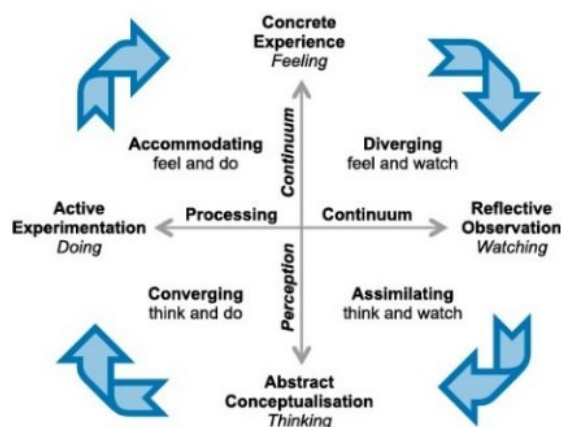 Concrete
Experience
Feeling
Accommodating
feel and do
Continuum
Diverging
feel and watch
Active
Experimentation
Doing
Processing
Continuum
Reflective
Observation
Watching
Converging
think and do
Perception
Assimilating
think and watch
Abstract
Conceptualisation
Thinking